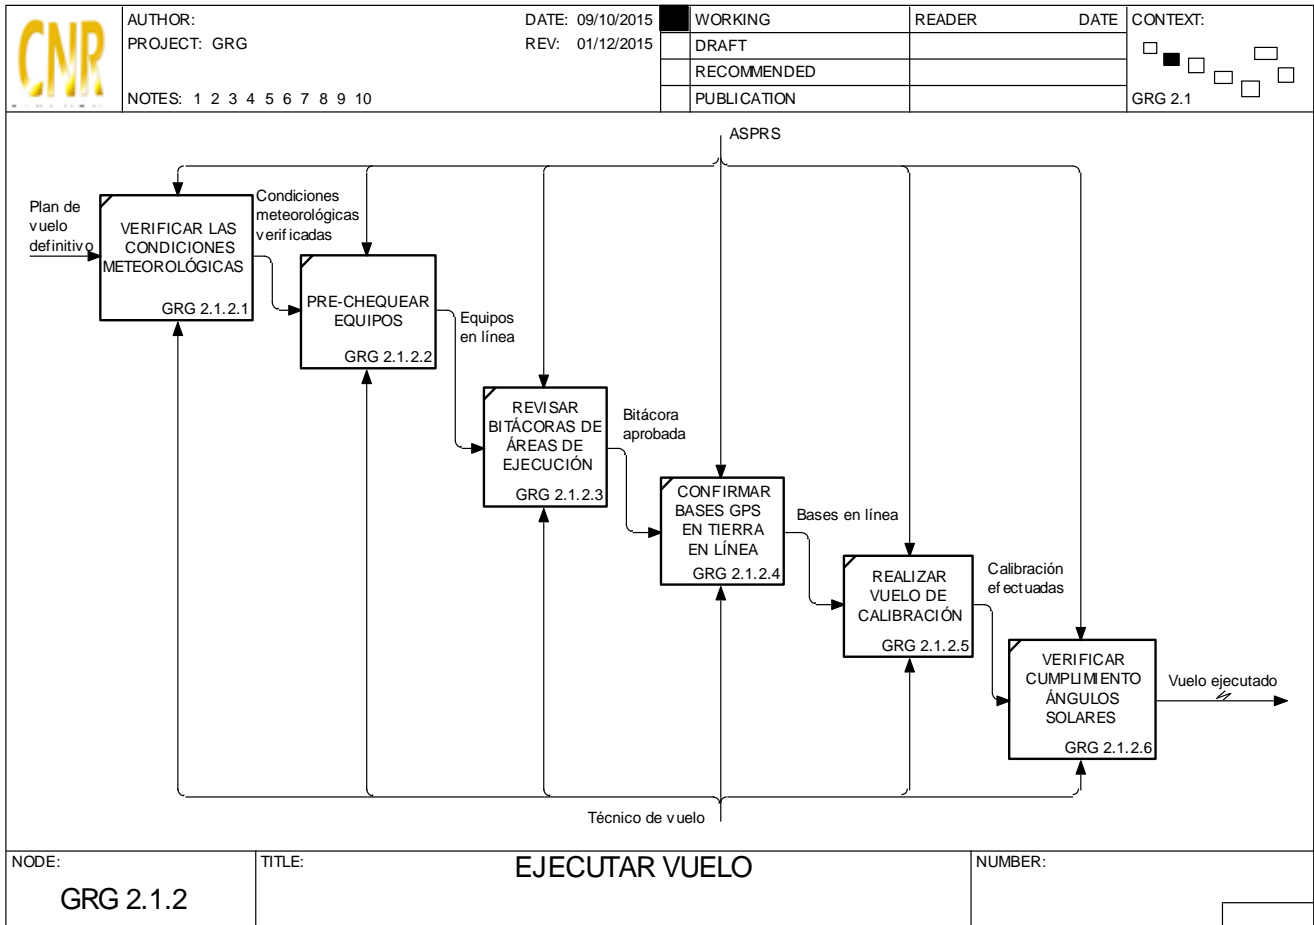 CNR
AUTHOR:
PROJECT: GRG
NOTES: 1 2 3 4 5 6 7 8 9 10
DATE: 09/10/2015
REV: 01/12/2015
WORKING
DRAFT
RECOMMENDED
PUBLICATION
READER DATE
CONTEXT:
GRG 2.1
ASPRS
Plan de
vuelo
definitivo
VERIFICAR LAS
CONDICIONES
METEOROLÓGICAS
GRG 2.1.2.1
Condiciones
meteorológicas
verificadas
PRE-CHEQUEAR
EQUIPOS
GRG 2.1.2.2
Equipos
en línea
REVISAR
BITÁCORAS DE
ÁREAS DE
EJECUCIÓN
GRG 2.1.2.3
Bitácora
aprobada
CONFIRMAR
BASES GPS
EN TIERRA
EN LÍNEA
GRG 2.1.2.4
Bases en línea
REALIZAR
VUELO DE
CALIBRACIÓN
GRG 2.1.2.5
Calibración
efectuadas
VERIFICAR
CUMPLIMIENTO
ÁNGULOS
SOLARES
GRG 2.1.2.6
Vuelo ejecutado
Técnico de vuelo
NODE:
GRG 2.1.2
TITLE:
EJECUTAR VUELO
NUMBER: